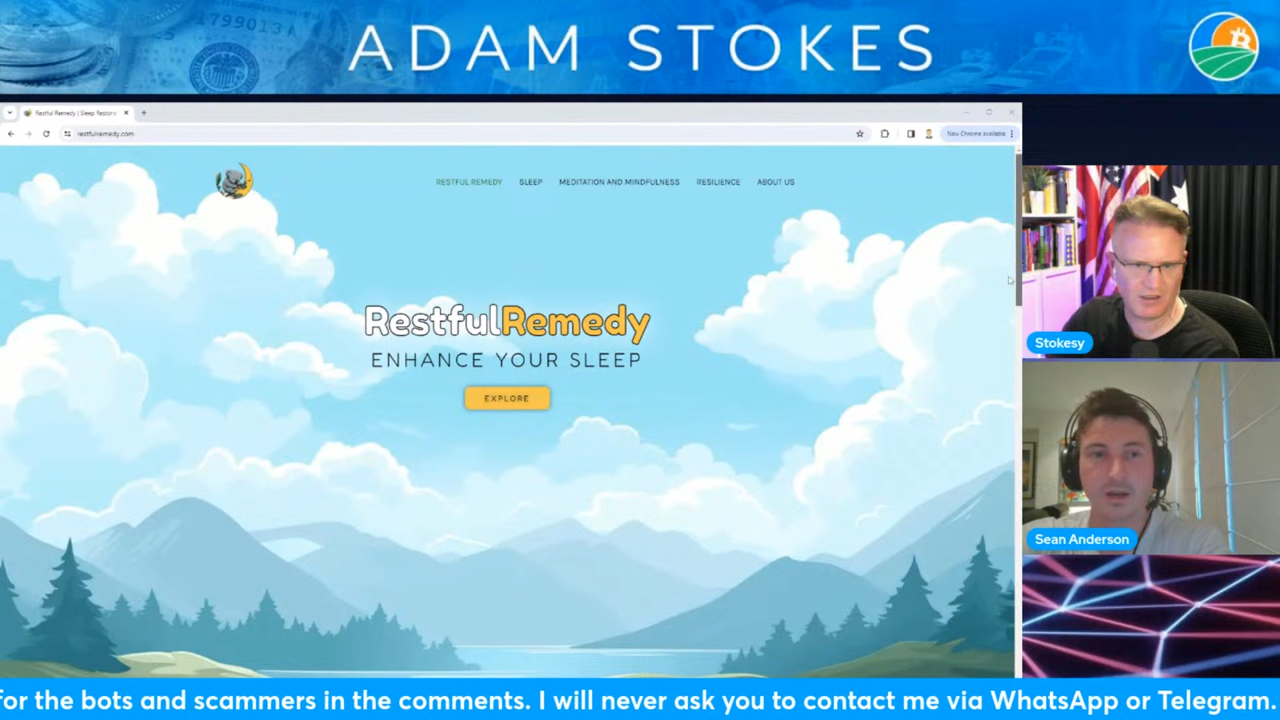 1799013 A
ADAM STOKES
Restful Remedy | Sleep Restora
restfulremedy.com
New Chrome available
RESTFUL REMEDY SLEEP MEDITATION AND MINDFULNESS RESILIENCE ABOUT US
RestfulRemedy
ENHANCE YOUR SLEEP
EXPLORE
Stokesy
Sean Anderson
for the bots and scammers in the comments. I will never ask you to contact me via WhatsApp or Telegram.